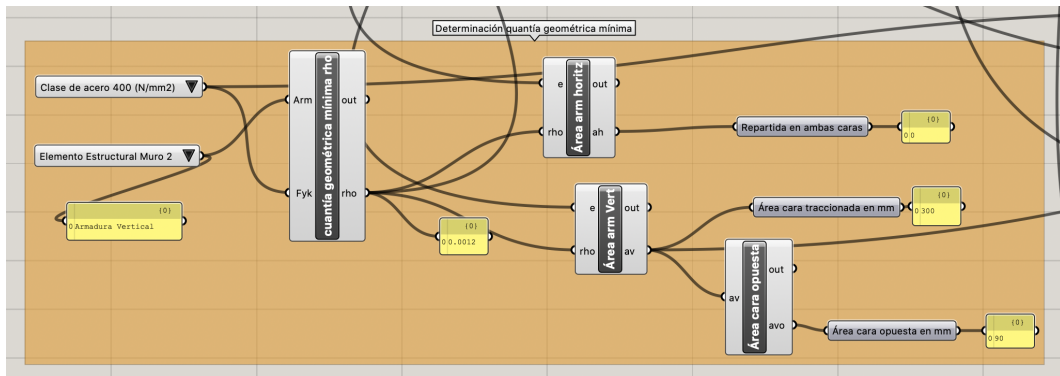 Determinación quantía geométrica mínima
Clase de acero 400 (N/mm2)
Elemento Estructural Muro 2
{0}
0 Armadura Vertical
Arm
Fyk
cuantía geométrica mínima rho
out
rho
{0}
0 0.0012
e
rho
Área arm horitz
out
ah
Repartida en ambas caras
{0}
0 0
e
rho
Área arm Vert
out
av
Área cara traccionada en mm
{0}
0 300
av
Área cara opuesta
out
avo
Área cara opuesta en mm
{0}
0 90